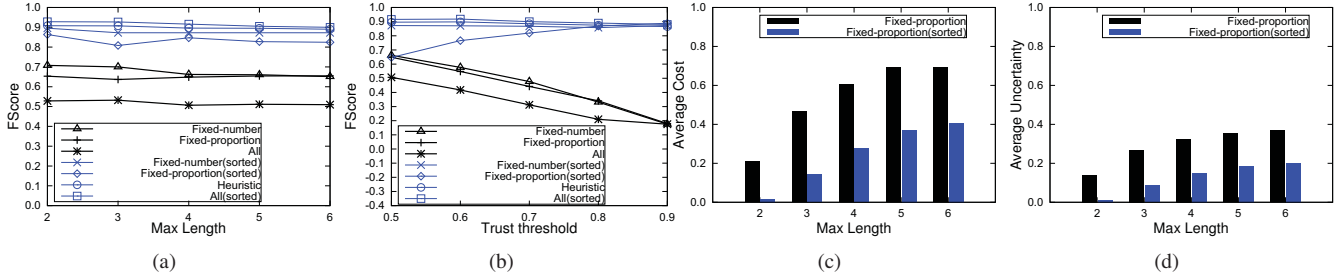 FScore
1.0
0.9
0.8
0.7
0.6
0.5
0.4
0.3
0.2
0.1
0.0
Fixed-number
Fixed-proportion
All
Fixed-number(sorted)
Fixed-proportion(sorted)
Heuristic
All(sorted)
2 3 4 5 6
Max Length
(a)
FScore
1.0
0.9
0.8
0.7
0.6
0.5
0.4
0.3
0.2
0.1
0.0
-0.1
-0.2
-0.3
-0.4
Fixed-number
Fixed-proportion
All
Fixed-number(sorted)
Fixed-proportion(sorted)
Heuristic
All(sorted)
0.5 0.6 0.7 0.8 0.9
Trust threshold
(b)
Average Cost
1.0
0.8
0.6
0.4
0.2
0.0
Fixed-proportion
Fixed-proportion(sorted)
2 3 4 5 6
Max Length
(c)
Average Uncertainty
1.0
0.8
0.6
0.4
0.2
0.0
Fixed-proportion
Fixed-proportion(sorted)
2 3 4 5 6
Max Length
(d)